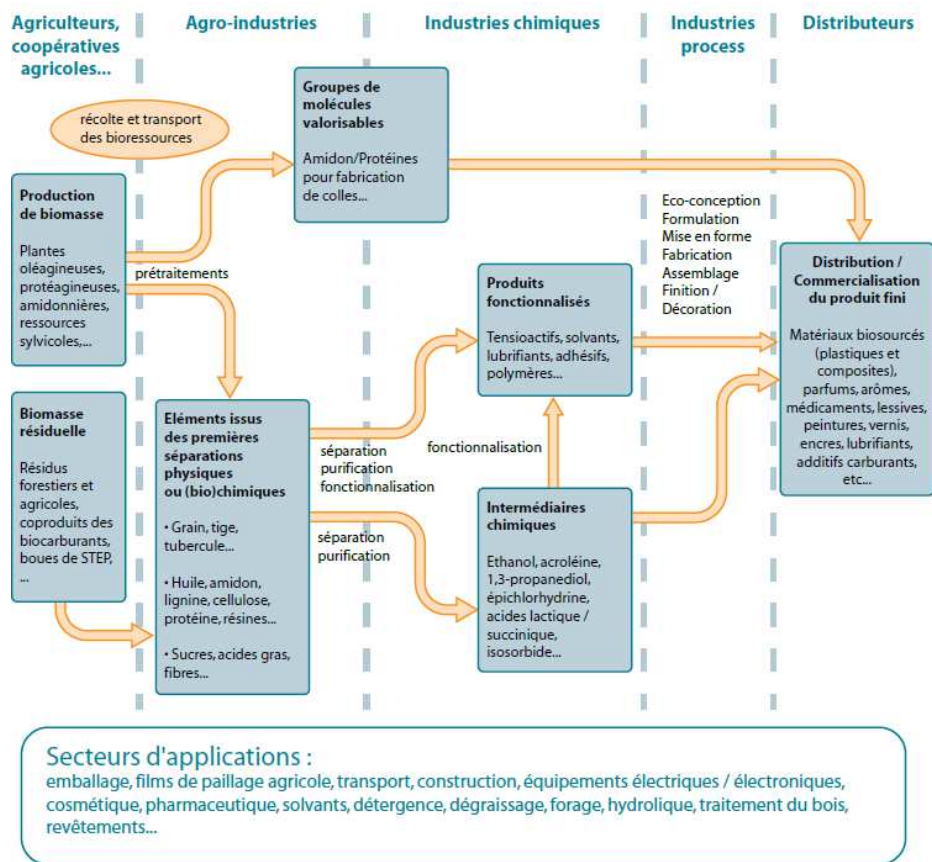 Agriculteurs,
coopératives
agricoles...
Agro-industries
Industries chimiques
Industries
process
Distributeurs
récolte et transport
des bioressources
Groupes de
molécules
valorisables
Amidon/Protéines
pour fabrication
de colles...
Production
de biomasse
Plantes
oléagineuses,
protéagineuses,
amidonnières,
ressources
sylvicoles,...
prétraitements
Eco-conception
Formulation
Mise en forme
Fabrication
Assemblage
Finition /
Décoration
Produits
fonctionnalisés
Tensioactifs, solvants,
lubrifiants, adhésifs,
polymères...
Distribution /
Commercialisation
du produit fini
Matériaux biosourcés
(plastiques et
composites),
parfums, arômes,
médicaments, lessives,
peintures, vernis,
encres, lubrifiants,
additifs carburants,
etc...
Biomasse
résiduelle
Résidus
forestiers et
agricoles,
coproduits des
biocarburants,
boues de STEP,
...
Eléments issus
des premières
séparations
physiques
ou (bio)chimiques
• Grain, tige,
tubercule...
• Huile, amidon,
lignine, cellulose,
protéine, résines...
• Sucres, acides gras,
fibres...
séparation
purification
fonctionnalisation
fonctionnalisation
séparation
purification
Intermédiaires
chimiques
Ethanol, acroléine,
1,3-propanediol,
épichlorhydrine,
acides lactique /
succinique,
isosorbide...
Secteurs d'applications :
emballage, films de paillage agricole, transport, construction, équipements électriques / électroniques,
cosmétique, pharmaceutique, solvants, détergence, dégraissage, forage, hydrolique, traitement du bois,
revêtements...